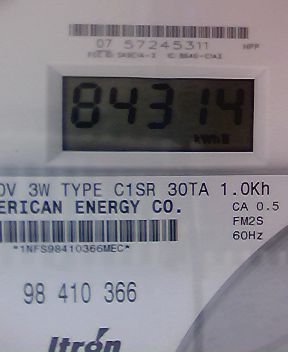 07 57245311
84314
kWh
0V 3W TYPE C1SR 30TA 1.0Kh
ERICAN ENERGY CO.
CA 0.5
FM2S
60Hz
*1NFS98410366MEC*
98 410 366
Itron